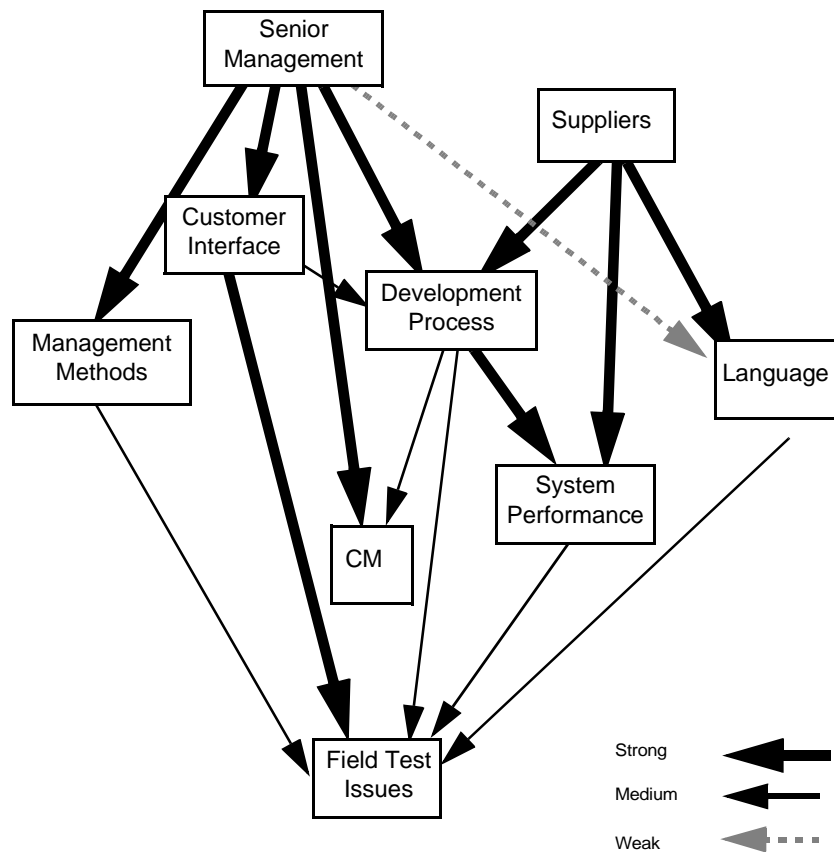 Senior
Management
Suppliers
Customer
Interface
Development
Process
Management
Methods
Language
System
Performance
CM
Field Test
Issues
Strong
Medium
Weak